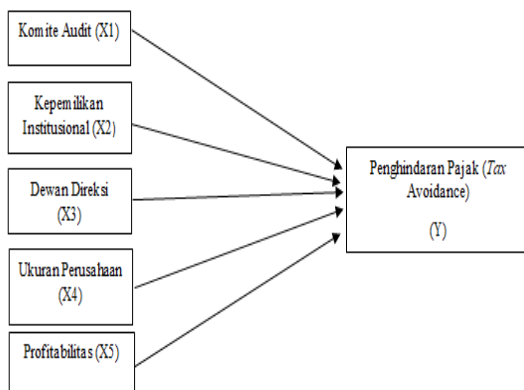 Komite Audit (X1)
Kepemilikan
Institusional (X2)
Dewan Direksi
(X3)
Ukuran Perusahaan
(X4)
Profitabilitas (X5)
Penghindaran Pajak (Tax
Avoidance)
(Y)